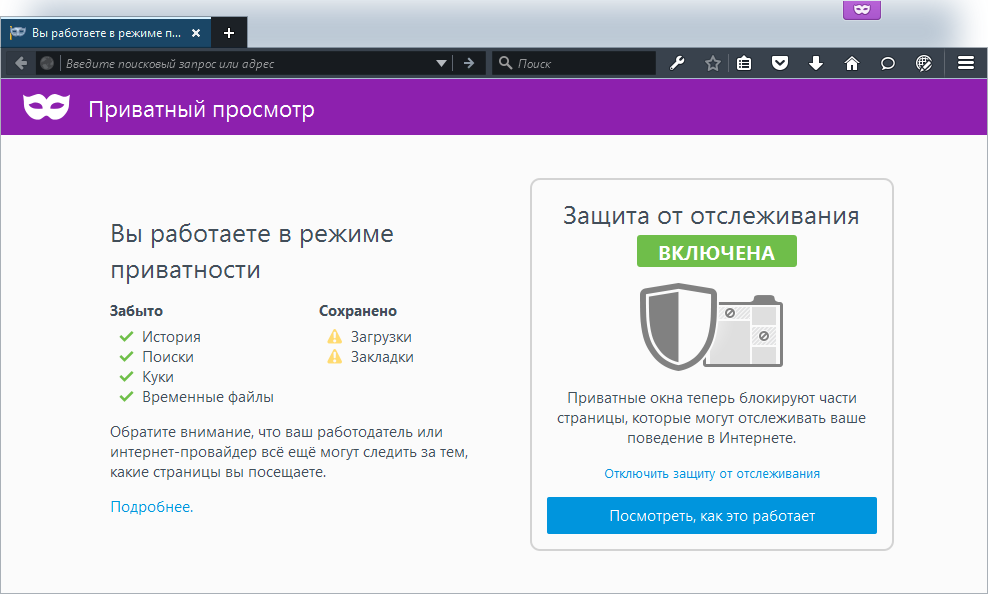 Вы работаете в режиме п...
Введите поисковый запрос или адрес
Поиск
Приватный просмотр
Вы работаете в режиме
приватности
Забыто
История
Поиски
Куки
Временные файлы
Сохранено
Загрузки
Закладки
Обратите внимание, что ваш работодатель или
интернет-провайдер всё ещё могут следить за тем,
какие страницы вы посещаете.
Подробнее.
Защита от отслеживания
ВКЛЮЧЕНА
Приватные окна теперь блокируют части
страницы, которые могут отслеживать ваше
поведение в Интернете.
Отключить защиту от отслеживания
Посмотреть, как это работает